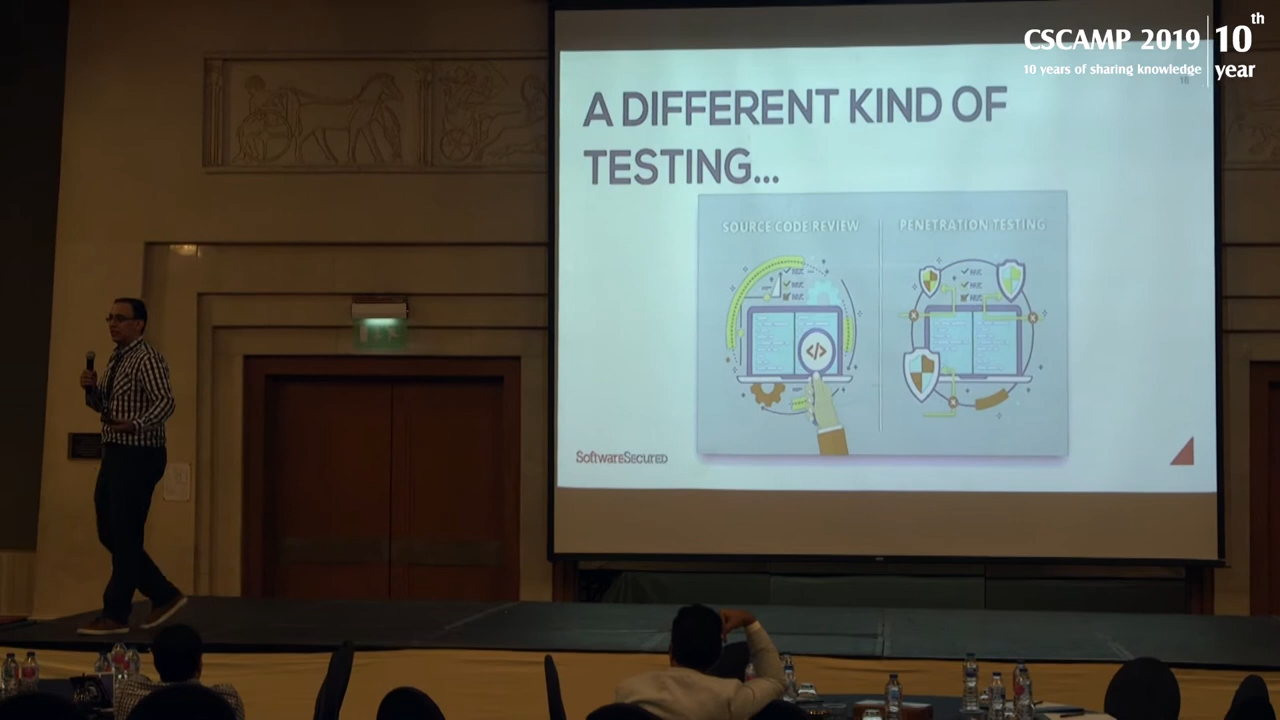 CSCAMP 2019
10 years of sharing knowledge
10th
year
16
A DIFFERENT KIND OF
TESTING...
SOURCE CODE REVIEW
PENETRATION TESTING
</>
SoftwareSecured